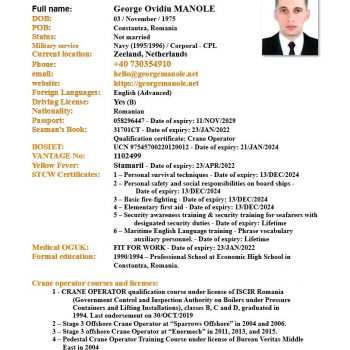 Full name: George Ovidiu MANOLE
DOB: 03 / November / 1975
POB: Constanta, Romania
Status: Not married
Military service Navy (1995/1996) / Corporal - CPL
Current location: Zeeland, Netherlands
Phone: +40 730354910
email: hello@georgemanole.net
website: https://georgemanole.net
Foreign Languages: English (Advanced)
Driving License: Yes (B)
Nationality: Romanian
Passport: 058296447 - Date of expiry: 11/NOV/2029
Seaman's Book: 31701CT - Date of expiry: 23/JAN/2022
Qualification certificate: Crane Operator
BOSIET: UCN 97545700220120012 - Date of expiry: 21/JAN/2024
VANTAGE No: 1102499
Yellow Fever: Stamaril - Date of expiry: 23/APR/2022
STCW Certificates: 1 – Personal survival techniques - Date of expiry: 13/DEC/2024
2 – Personal safety and social responsibilities on board ships -
Date of expiry: 13/DEC/2024
3 – Basic fire-fighting - Date of expiry: 13/DEC/2024
4 – Elementary first aid - Date of expiry: 13/DEC/2024
5 – Security awareness training & security training for seafarers with
designated security duties - Date of expiry: Lifetime
6 – Maritime English Language training - Phrase vocabulary
auxiliary personel. - Date of expiry: Lifetime
Medical OGUK: FIT FOR WORK - Date of expiry: 23/JAN/2022
Formal education: 1990/1994 – Professional School at Economic High School in
Constantza, Romania.
Crane operator courses and licenses:
1 - CRANE OPERATOR qualification course under license of ISCIR Romania
(Government Control and Inspection Authority on Boilers under Pressure
Containers and Lifting Installations), classes B, C and D, graduated in
1994. Last endorsement on 30/OCT/2019
2 – Stage 3 Offshore Crane Operator at "Sparrows Offshore" in 2004 and 2006.
3 – Stage 3 Offshore Crane Operator at "Enermech" in 2011, 2013, 2015, 2017.
4 – Pedestal Crane Operator Training Course under license of Bureau Veritas Middle
East in 2004